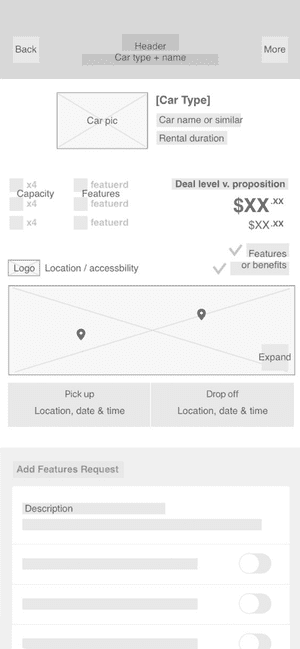 Back
Header
Car type + name
More
Car pic
[Car Type]
Car name or similar
Rental duration
x4
Capacity
x4
x4
featuerd
Features
featuerd
featuerd
Deal level v. proposition
$XX.xx
$XX.xx
Features
or benefits
Logo
Location / accessbility
Expand
Pick up
Location, date & time
Drop off
Location, date & time
Add Features Request
Description